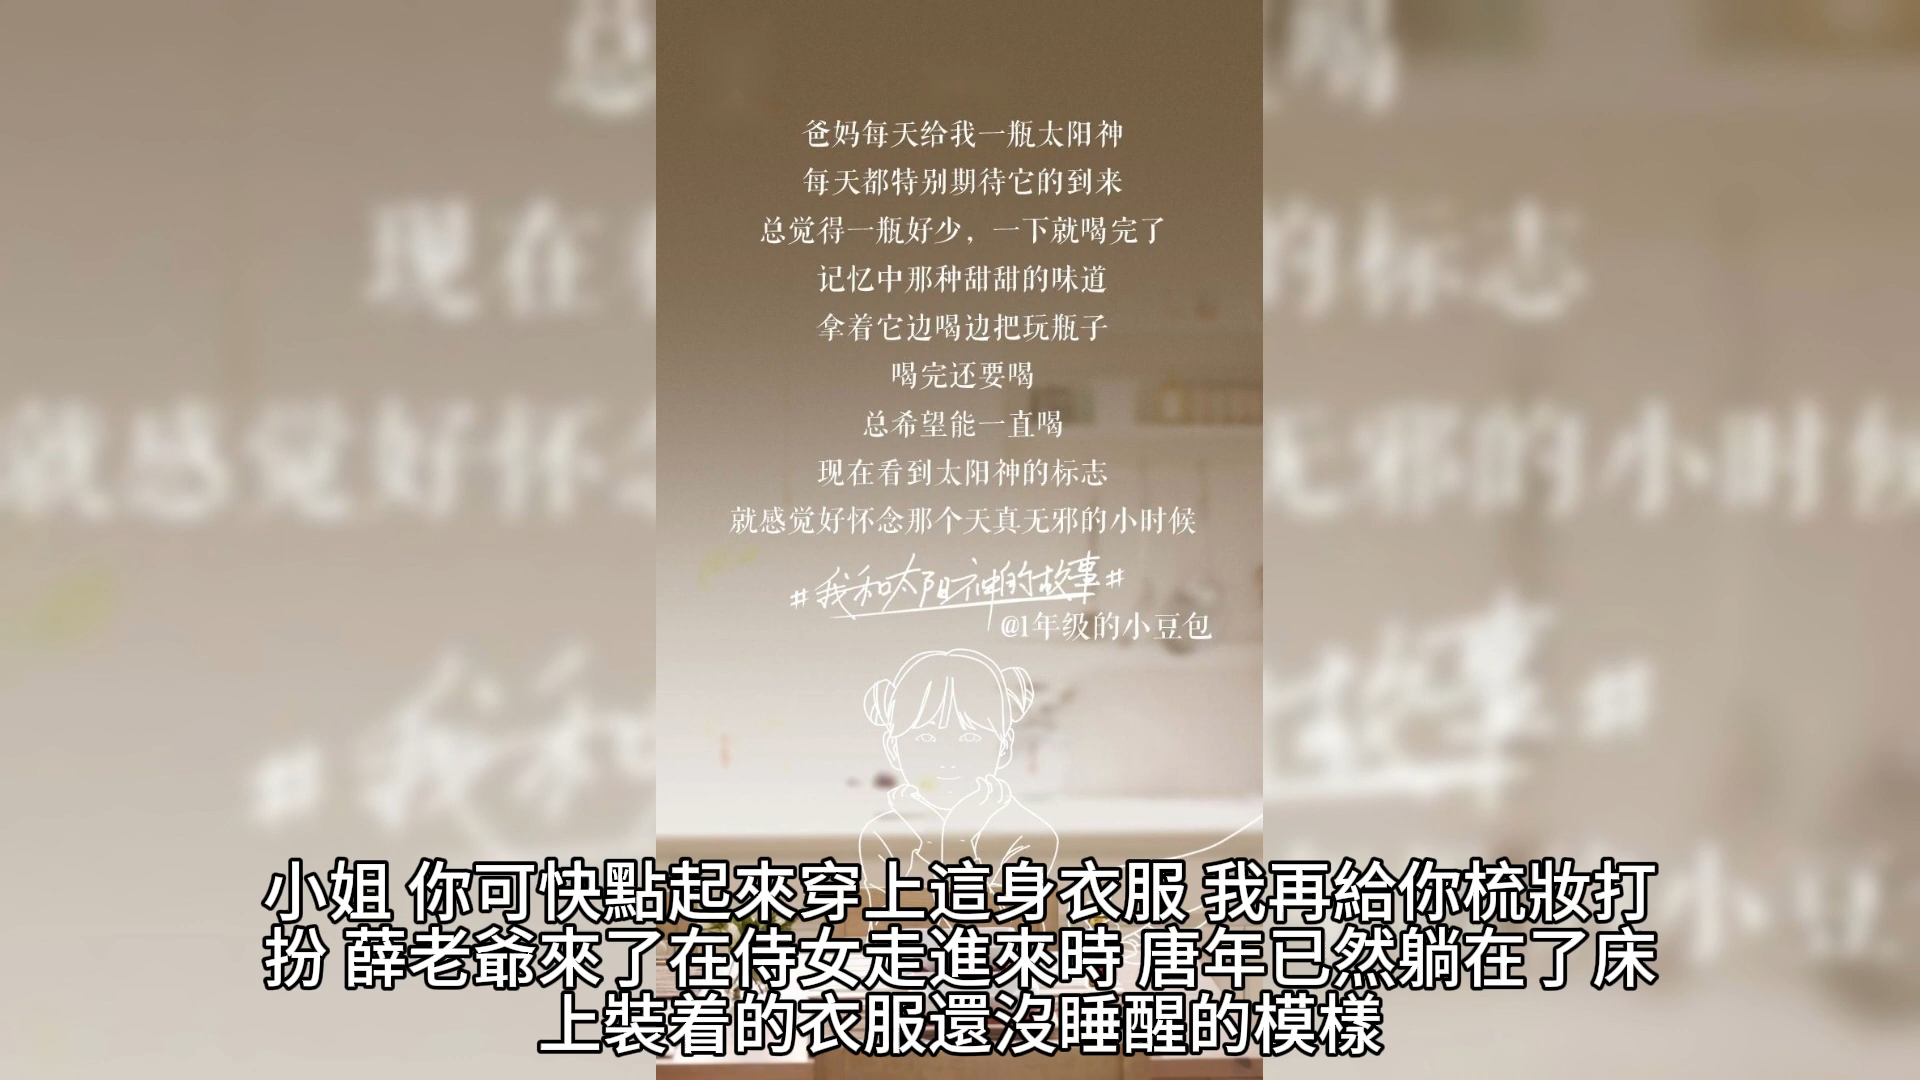 爸妈每天给我一瓶太阳神
每天都特别期待它的到来
总觉得一瓶好少，一下就喝完了
记忆中那种甜甜的味道
拿着它边喝边把玩瓶子
喝完还要喝
总希望能一直喝
现在看到太阳神的标志
就感觉好怀念那个天真无邪的小时候
#我和太阳神的故事#
@1年级的小豆包
小姐 你可快點起來穿上這身衣服 我再給你梳妝打
扮 薛老爺來了在侍女走進來時 唐年已然躺在了床
上裝着的衣服還沒睡醒的模樣